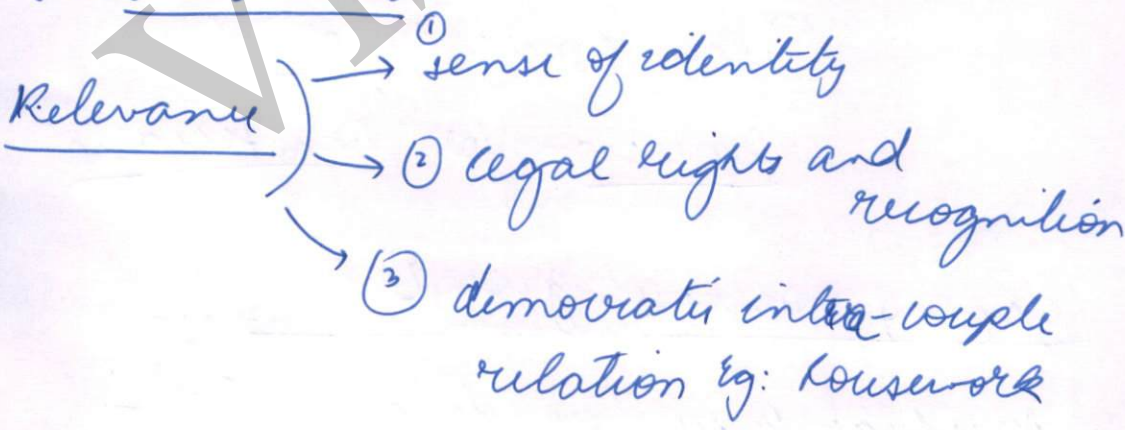 ① sense of identity
Relevance
② legal rights and
recognition
③ democratic intra-couple
relation eg: housework